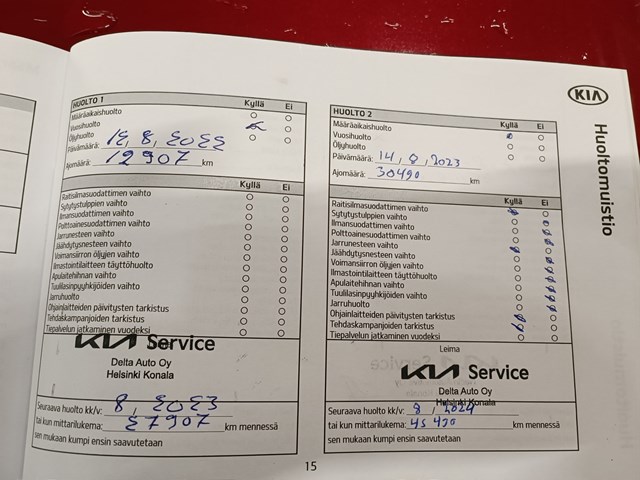 KIA
Huoltomuistio
HUOLTO 1 Kyllä Ei
Määräaikaishuolto
Vuosihuolto
Öljyhuolto
Päivämäärä: 12, 8, 2022
Ajomäärä: 12907 km
Kyllä Ei
Raitisilmasuodattimen vaihto
Sytytystulppien vaihto
Ilmansuodattimen vaihto
Polttoainesuodattimen vaihto
Jarrunesteen vaihto
Jäähdytysnesteen vaihto
Voimansiirron öljyjen vaihto
Ilmastointilaitteen täyttöhuolto
Apulaitehihnan vaihto
Tuulilasinpyyhkijöiden vaihto
Jarruhuolto
Ohjainlaitteiden päivitysten tarkistus
Tehdaskampanjoiden tarkistus
Tiepalvelun jatkaminen vuodeksi
KIA Service
Delta Auto Oy
Helsinki Konala
Seuraava huolto kk/v: 8, 2023
tai kun mittarilukema: 27907 km mennessä
sen mukaan kumpi ensin saavutetaan
HUOLTO 2 Kyllä Ei
Määräaikaishuolto
Vuosihuolto
Öljyhuolto
Päivämäärä: 14, 8, 2023
Ajomäärä: 30490 km
Kyllä Ei
Raitisilmasuodattimen vaihto
Sytytystulppien vaihto
Ilmansuodattimen vaihto
Polttoainesuodattimen vaihto
Jarrunesteen vaihto
Jäähdytysnesteen vaihto
Voimansiirron öljyjen vaihto
Ilmastointilaitteen täyttöhuolto
Apulaitehihnan vaihto
Tuulilasinpyyhkijöiden vaihto
Jarruhuolto
Ohjainlaitteiden päivitysten tarkistus
Tehdaskampanjoiden tarkistus
Tiepalvelun jatkaminen vuodeksi
Leima
KIA Service
Delta Auto Oy
Helsinki Konala
Seuraava huolto kk/v: 8, 2024
tai kun mittarilukema: 45490 km mennessä
sen mukaan kumpi ensin saavutetaan
15